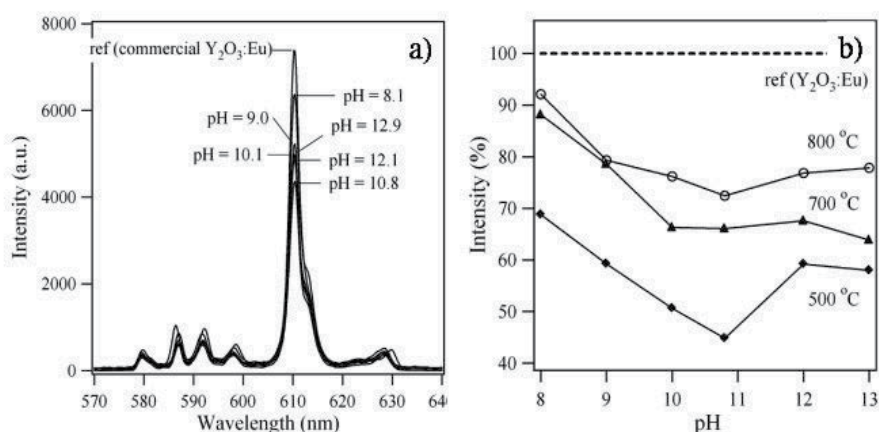 8000
6000
4000
2000
0
Intensity (a.u.)
a)
ref (commercial Y₂O₃:Eu)
pH = 8.1
pH = 9.0
pH = 12.9
pH = 10.1
pH = 12.1
pH = 10.8
570 580 590 600 610 620 630 640
Wavelength (nm)
100
90
80
70
60
50
40
Intensity (%)
b)
ref (Y₂O₃:Eu)
800 °C
700 °C
500 °C
8 9 10 11 12 13
pH